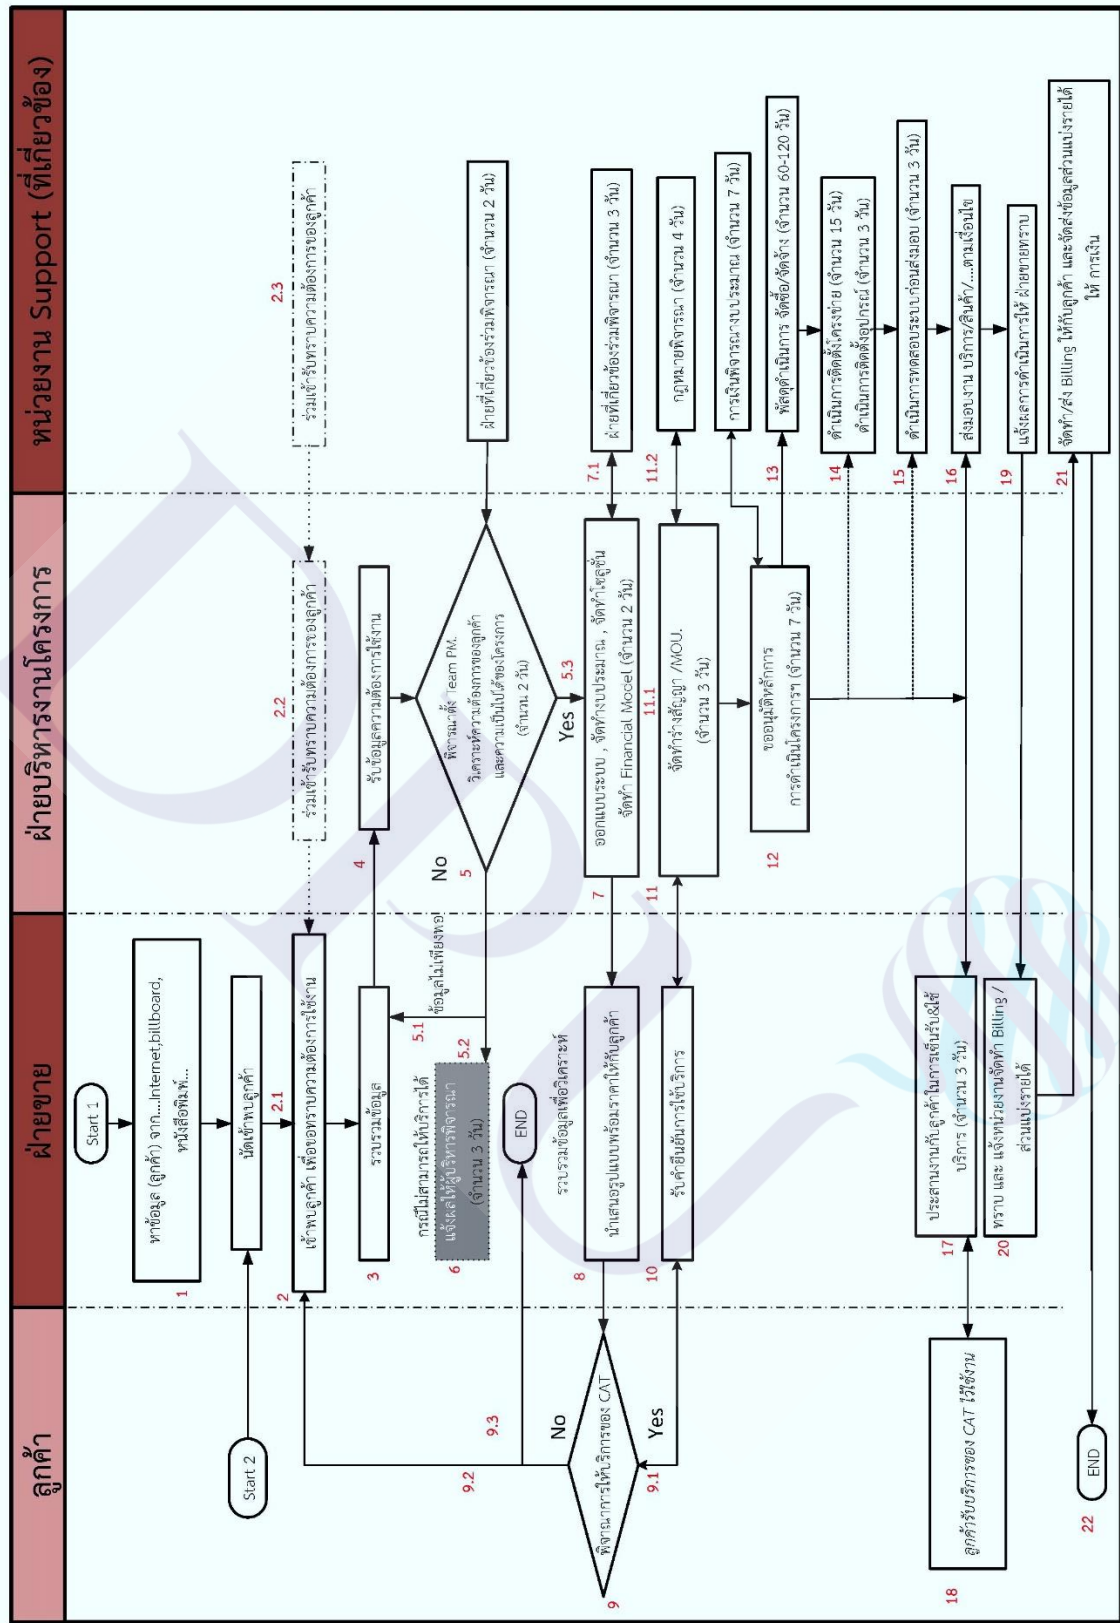 ลูกค้า
ฝ่ายขาย
ฝ่ายบริหารงานโครงการ
หน่วยงาน Support (ที่เกี่ยวข้อง)
Start 1
หาข้อมูล (ลูกค้า) จาก....Internet,billboard,
หนังสือพิมพ์...
1
Start 2
นัดเข้าพบลูกค้า
2.1
2
เข้าพบลูกค้า เพื่อขอทราบความต้องการใช้งาน
2.2
ร่วมเข้ารับทราบความต้องการของลูกค้า
2.3
ร่วมเข้ารับทราบความต้องการของลูกค้า
3
รวบรวมข้อมูล
4
รับข้อมูลความต้องการใช้งาน
5.1
ข้อมูลไม่เพียงพอ
No
5
พิจารณาตั้ง Team PM.
วิเคราะห์ความต้องการของลูกค้า
และความเป็นไปได้ของโครงการ
(จำนวน 2 วัน)
ฝ่ายที่เกี่ยวข้องร่วมพิจารณา (จำนวน 2 วัน)
5.2
กรณีไม่สามารถให้บริการได้
6
แจ้งผลให้ผู้บริหารพิจารณา
(จำนวน 3 วัน)
Yes
5.3
END
รวบรวมข้อมูลเพื่อวิเคราะห์
9.2
9.3
7
ออกแบบระบบ , จัดทำงบประมาณ , จัดทำโซลูชั่น
จัดทำ Financial Model (จำนวน 2 วัน)
7.1
ฝ่ายที่เกี่ยวข้องร่วมพิจารณา (จำนวน 3 วัน)
8
นำเสนอรูปแบบพร้อมราคาให้กับลูกค้า
No
9
พิจาณาการให้บริการของ CAT
Yes
9.1
10
รับคำยืนยันการใช้บริการ
11
11.1
จัดทำร่างสัญญา /MOU.
(จำนวน 3 วัน)
11.2
กฎหมายพิจารณา (จำนวน 4 วัน)
การเงินพิจารณางบประมาณ (จำนวน 7 วัน)
12
ขออนุมัติหลักการ
การดำเนินโครงการฯ (จำนวน 7 วัน)
13
พัสดุดำเนินการ จัดซื้อ/จัดจ้าง (จำนวน 60-120 วัน)
14
ดำเนินการติดตั้งโครงข่าย (จำนวน 15 วัน)
ดำเนินการติดตั้งอุปกรณ์ (จำนวน 3 วัน)
15
ดำเนินการทดสอบระบบก่อนส่งมอบ (จำนวน 3 วัน)
16
ส่งมอบงาน บริการ/สินค้า/....ตามเงื่อนไข
17
ประสานงานกับลูกค้าในการเซ็นรับ&ใช้
บริการ (จำนวน 3 วัน)
18
ลูกค้ารับบริการของ CAT ไว้ใช้งาน
19
แจ้งผลการดำเนินการให้ ฝ่ายขายทราบ
20
ทราบ และ แจ้งหน่วยงานจัดทำ Billing /
ส่วนแบ่งรายได้
21
จัดทำ/ส่ง Billing ให้กับลูกค้า และจัดส่งข้อมูลส่วนแบ่งรายได้
ให้ การเงิน
22
END